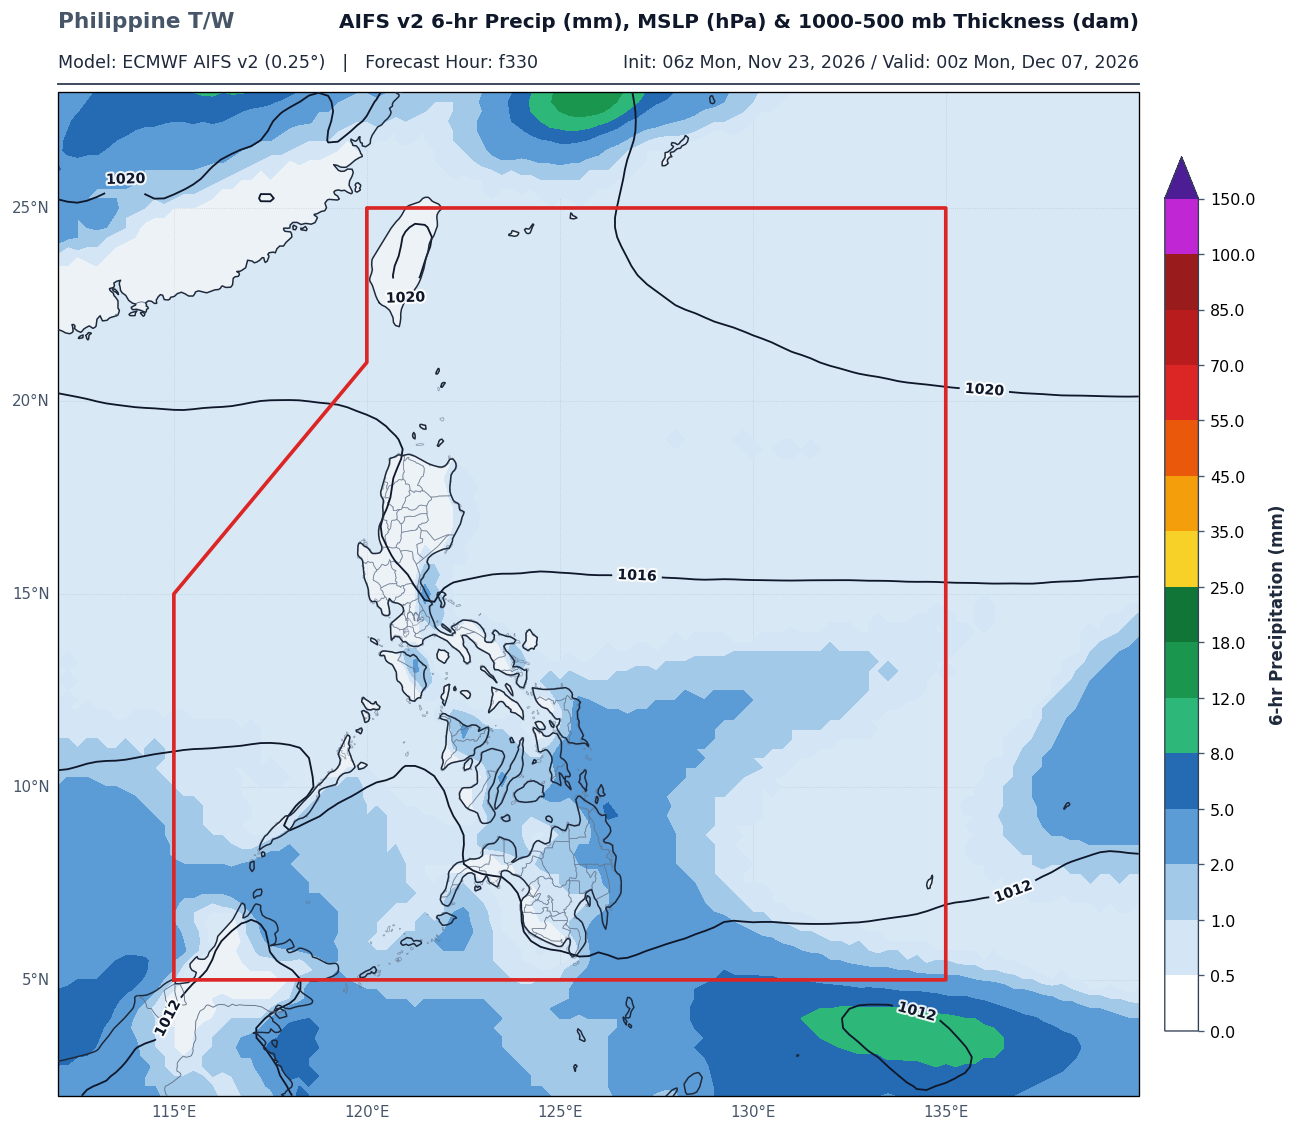 Philippine T/W
AIFS v2 6-hr Precip (mm), MSLP (hPa) & 1000-500 mb Thickness (dam)
Model: ECMWF AIFS v2 (0.25°) | Forecast Hour: f330
Init: 06z Mon, Nov 23, 2026 / Valid: 00z Mon, Dec 07, 2026
1020
25°N
1020
1020
20°N
1016
15°N
10°N
1012
5°N
1012
1012
115°E
120°E
125°E
130°E
135°E
150.0
100.0
85.0
70.0
55.0
45.0
35.0
25.0
18.0
12.0
8.0
5.0
2.0
1.0
0.5
0.0
6-hr Precipitation (mm)